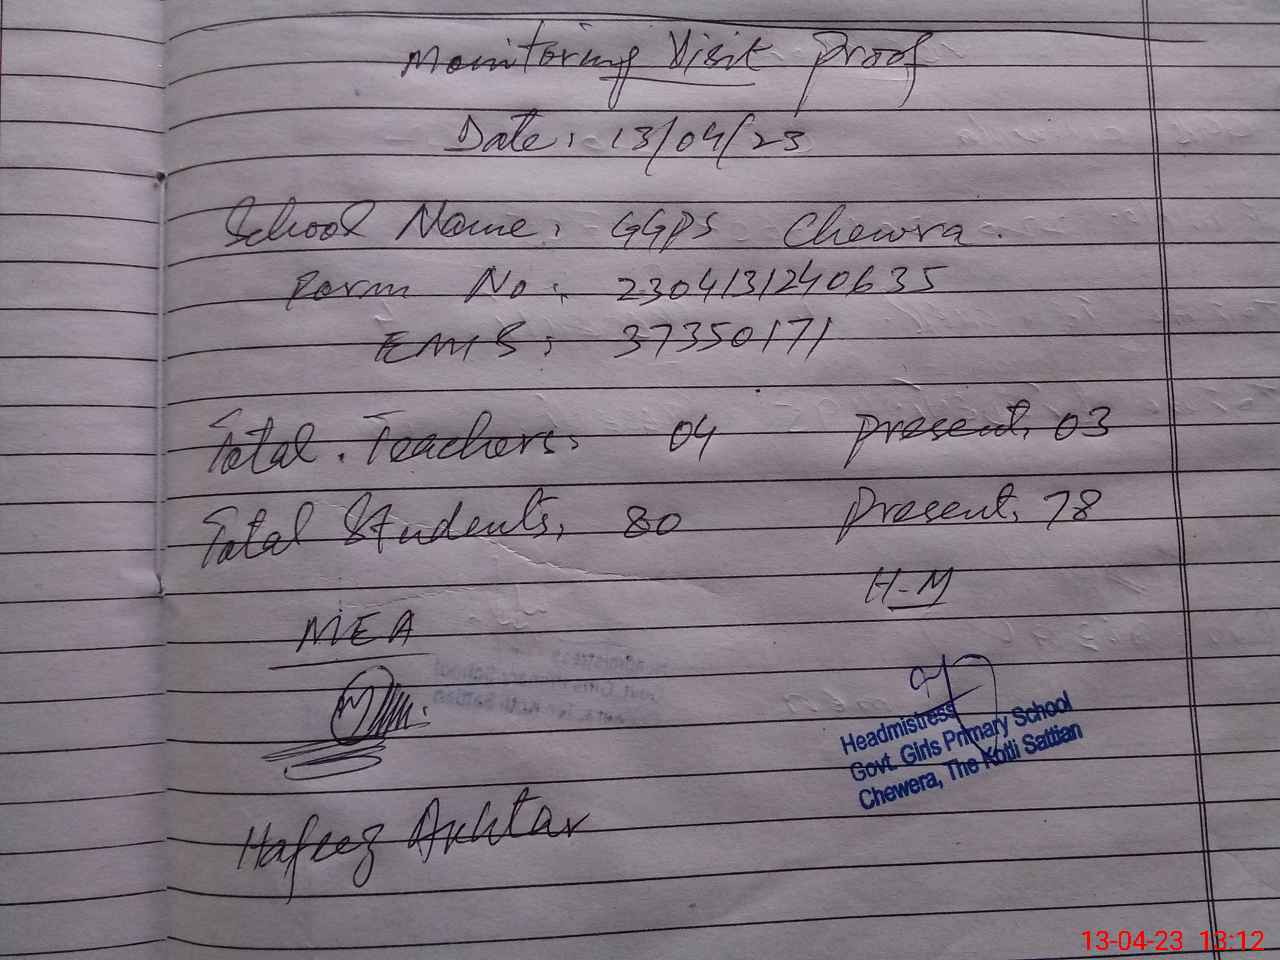 Monitoring Visit Proof
Date: 13/04/23
School Name: GGPS Chewra.
Form No: 2304131240635
EMIS: 37350171
Total Teachers: 04 Present: 03
Total Students: 80 Present: 78
H-M
MEA
Headmistress
Govt. Girls Primary School
Chewera, The Kotli Sattian
Hafeez Akhtar
13-04-23 13:12